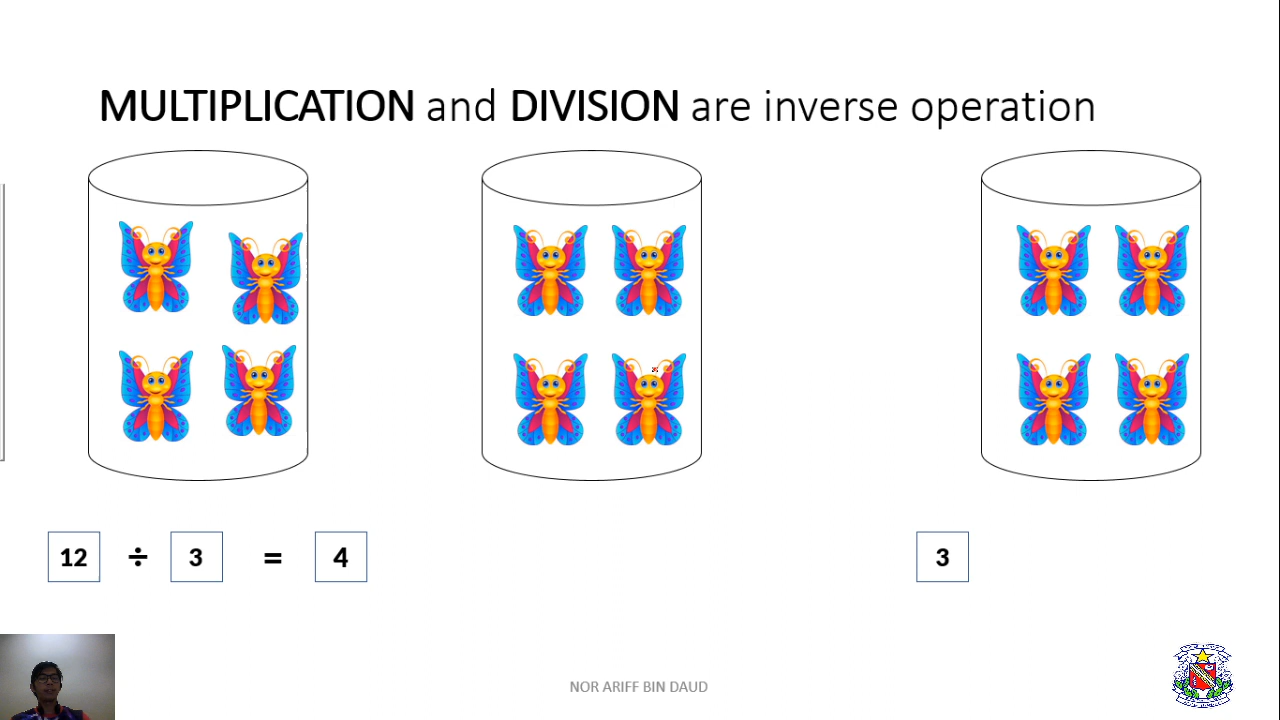 MULTIPLICATION and DIVISION are inverse operation
12 ÷ 3 = 4 3
NOR ARIFF BIN DAUD